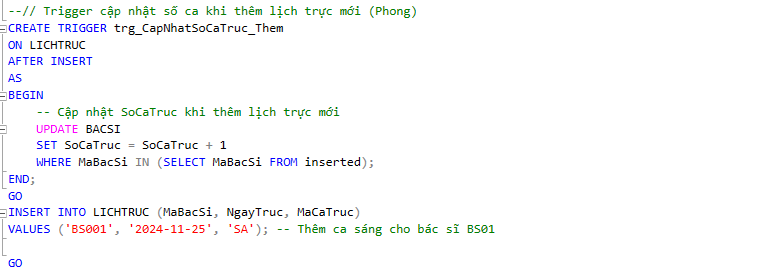 --// Trigger cập nhật số ca khi thêm lịch trực mới (Phong)
CREATE TRIGGER trg_CapNhatSoCaTruc_Them
ON LICHTRUC
AFTER INSERT
AS
BEGIN
-- Cập nhật SoCaTruc khi thêm lịch trực mới
UPDATE BACSI
SET SoCaTruc = SoCaTruc + 1
WHERE MaBacSi IN (SELECT MaBacSi FROM inserted);
END;
GO
INSERT INTO LICHTRUC (MaBacSi, NgayTruc, MaCaTruc)
VALUES ('BS001', '2024-11-25', 'SA'); -- Thêm ca sáng cho bác sĩ BS01
GO